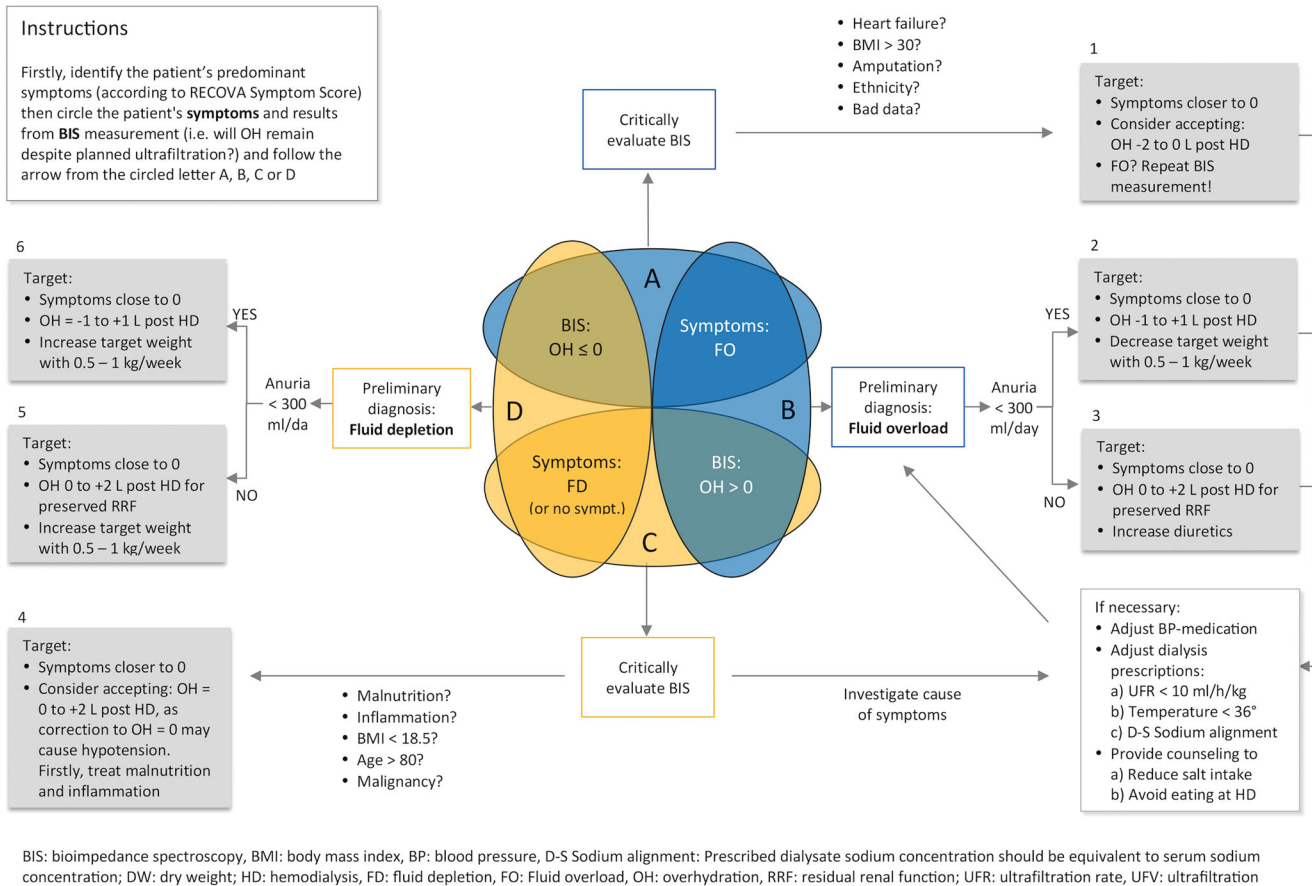 Instructions
Firstly, identify the patient's predominant
symptoms (according to RECOVA Symptom Score)
then circle the patient's symptoms and results
from BIS measurement (i.e. will OH remain
despite planned ultrafiltration?) and follow the
arrow from the circled letter A, B, C or D
• Heart failure?
• BMI > 30?
• Amputation?
• Ethnicity?
• Bad data?
Critically
evaluate BIS
1
Target:
• Symptoms closer to 0
• Consider accepting:
OH -2 to 0 L post HD
• FO? Repeat BIS
measurement!
6
Target:
• Symptoms close to 0
• OH = -1 to +1 L post HD
• Increase target weight
with 0.5 – 1 kg/week
YES
Anuria
< 300
ml/da
NO
5
Target:
• Symptoms close to 0
• OH 0 to +2 L post HD for
preserved RRF
• Increase target weight
with 0.5 – 1 kg/week
Preliminary
diagnosis:
Fluid depletion
A
BIS:
OH ≤ 0
Symptoms:
FO
D
B
Symptoms:
FD
(or no sympt.)
BIS:
OH > 0
C
Preliminary
diagnosis:
Fluid overload
Anuria
< 300
ml/day
YES
NO
2
Target:
• Symptoms close to 0
• OH -1 to +1 L post HD
• Decrease target weight
with 0.5 – 1 kg/week
3
Target:
• Symptoms close to 0
• OH 0 to +2 L post HD for
preserved RRF
• Increase diuretics
4
Target:
• Symptoms closer to 0
• Consider accepting: OH =
0 to +2 L post HD, as
correction to OH = 0 may
cause hypotension.
Firstly, treat malnutrition
and inflammation
• Malnutrition?
• Inflammation?
• BMI < 18.5?
• Age > 80?
• Malignancy?
Critically
evaluate BIS
Investigate cause
of symptoms
If necessary:
• Adjust BP-medication
• Adjust dialysis
prescriptions:
a) UFR < 10 ml/h/kg
b) Temperature < 36°
c) D-S Sodium alignment
• Provide counseling to
a) Reduce salt intake
b) Avoid eating at HD
BIS: bioimpedance spectroscopy, BMI: body mass index, BP: blood pressure, D-S Sodium alignment: Prescribed dialysate sodium concentration should be equivalent to serum sodium
concentration; DW: dry weight; HD: hemodialysis, FD: fluid depletion, FO: Fluid overload, OH: overhydration, RRF: residual renal function; UFR: ultrafiltration rate, UFV: ultrafiltration